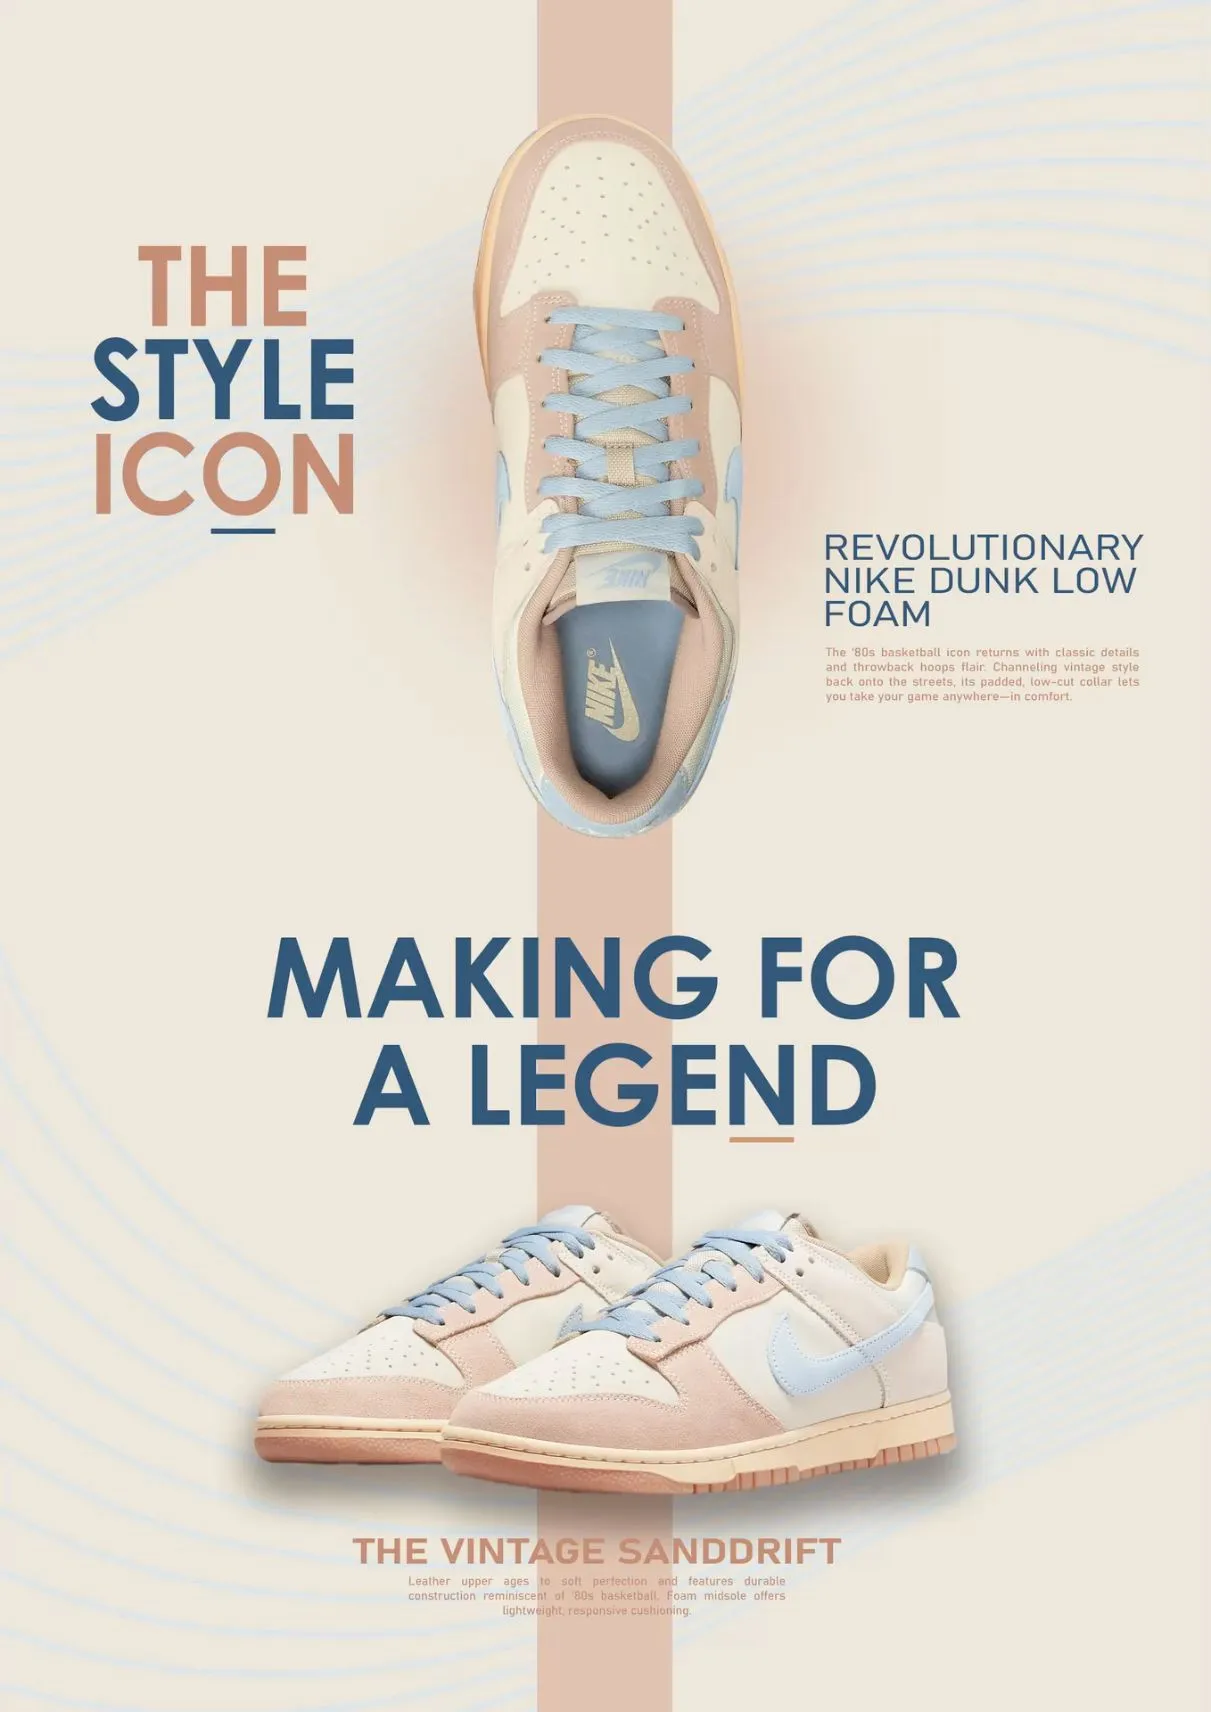 THE
STYLE
ICON
NIKE
NIKE
REVOLUTIONARY
NIKE DUNK LOW
FOAM
The '80s basketball icon returns with classic details
and throwback hoops flair. Channeling vintage style
back onto the streets, its padded, low-cut collar lets
you take your game anywhere—in comfort.
MAKING FOR
A LEGEND
THE VINTAGE SANDDRIFT
Leather upper ages to soft perfection and features durable
construction reminiscent of '80s basketball. Foam midsole offers
lightweight, responsive cushioning.